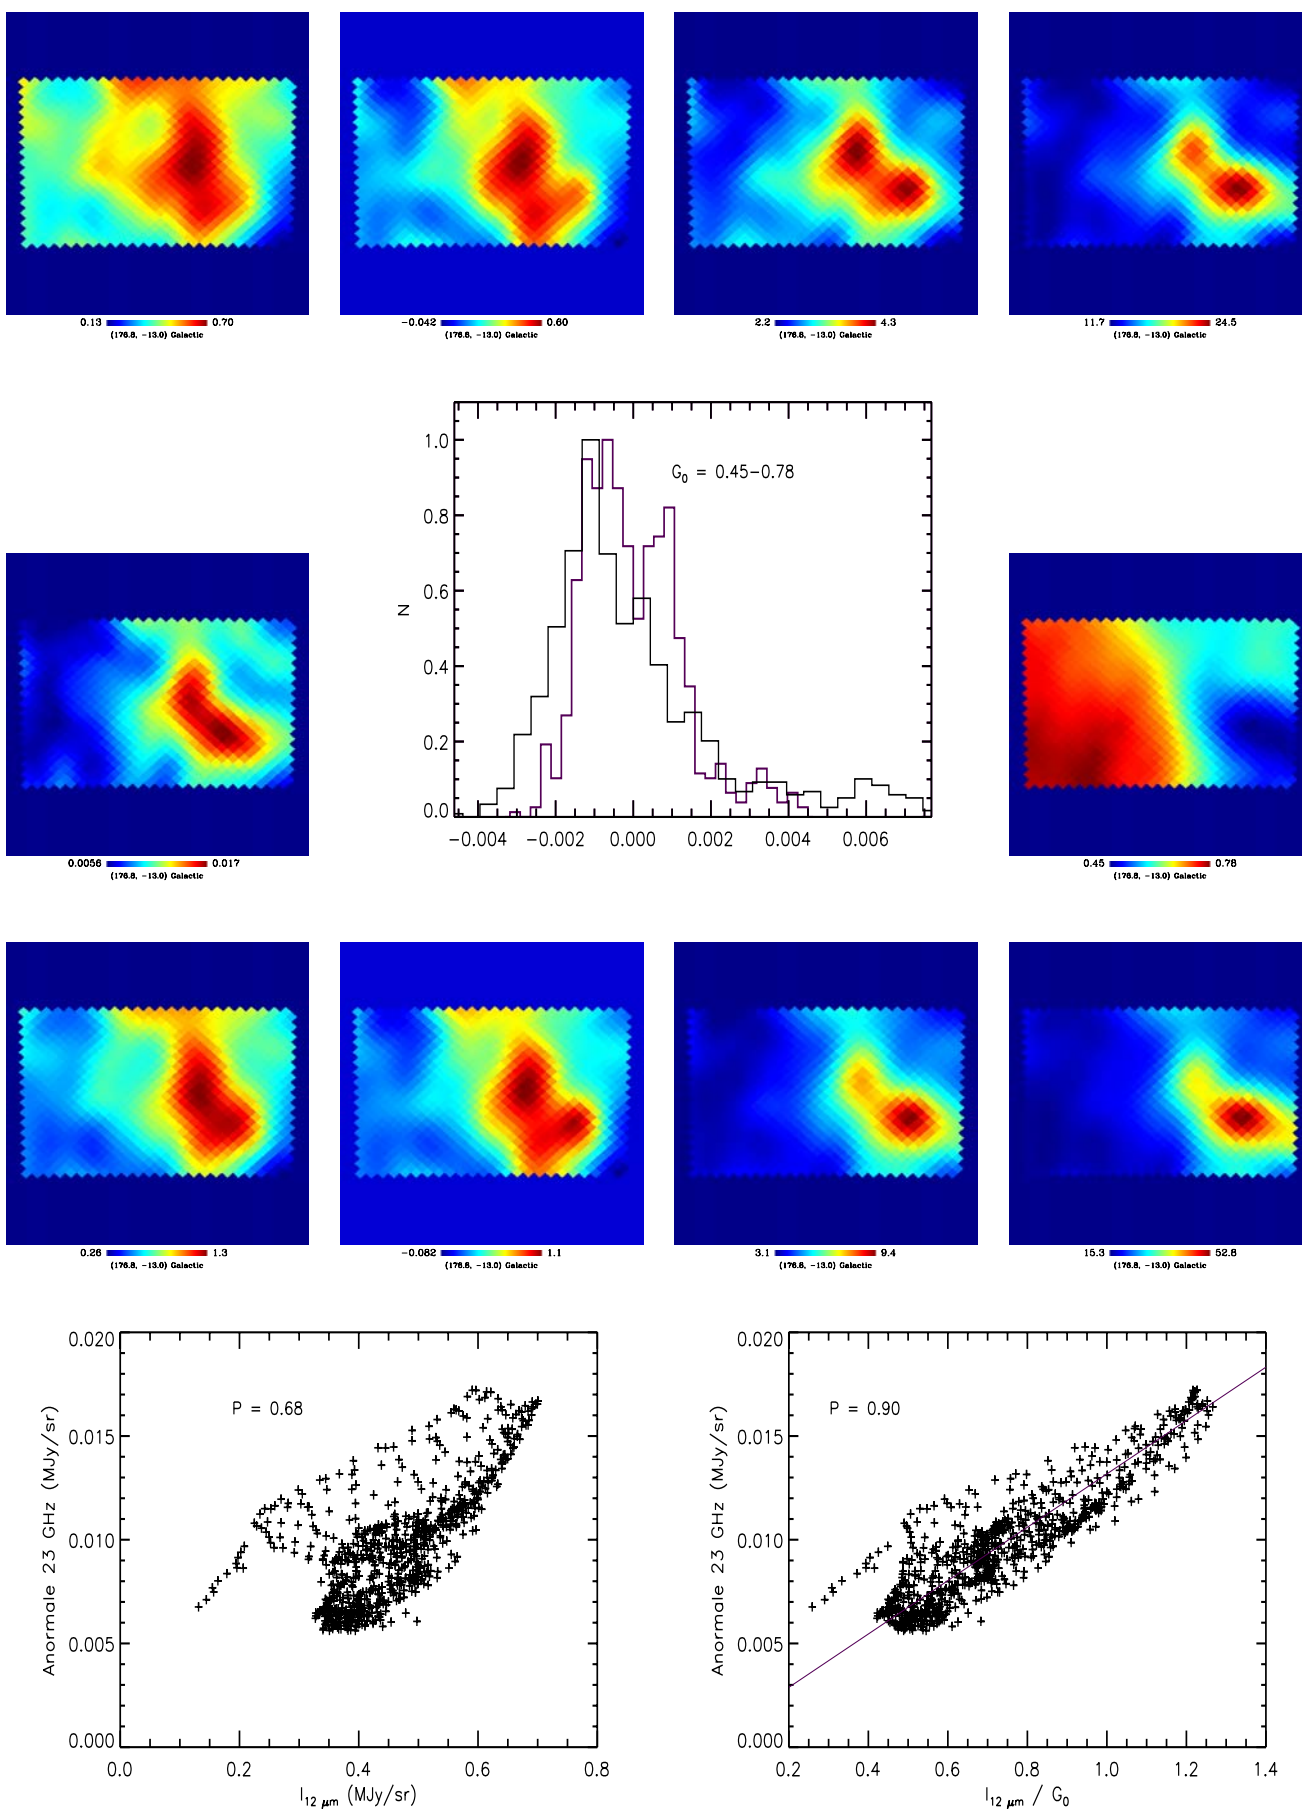 0.13 0.70
(176.8, -13.0) Galactic
-0.042 0.60
(176.8, -13.0) Galactic
2.2 4.3
(176.8, -13.0) Galactic
11.7 24.5
(176.8, -13.0) Galactic
G0 = 0.45-0.78
N
1.0
0.8
0.6
0.4
0.2
0.0
-0.004 -0.002 0.000 0.002 0.004 0.006
0.0056 0.017
(176.8, -13.0) Galactic
0.45 0.78
(176.8, -13.0) Galactic
0.26 1.3
(176.8, -13.0) Galactic
-0.082 1.1
(176.8, -13.0) Galactic
3.1 9.4
(176.8, -13.0) Galactic
15.3 52.8
(176.8, -13.0) Galactic
Anormale 23 GHz (MJy/sr)
0.020
0.015
0.010
0.005
0.000
P = 0.68
0.0 0.2 0.4 0.6 0.8
I12 μm (MJy/sr)
Anormale 23 GHz (MJy/sr)
0.020
0.015
0.010
0.005
0.000
P = 0.90
0.2 0.4 0.6 0.8 1.0 1.2 1.4
I12 μm / G0